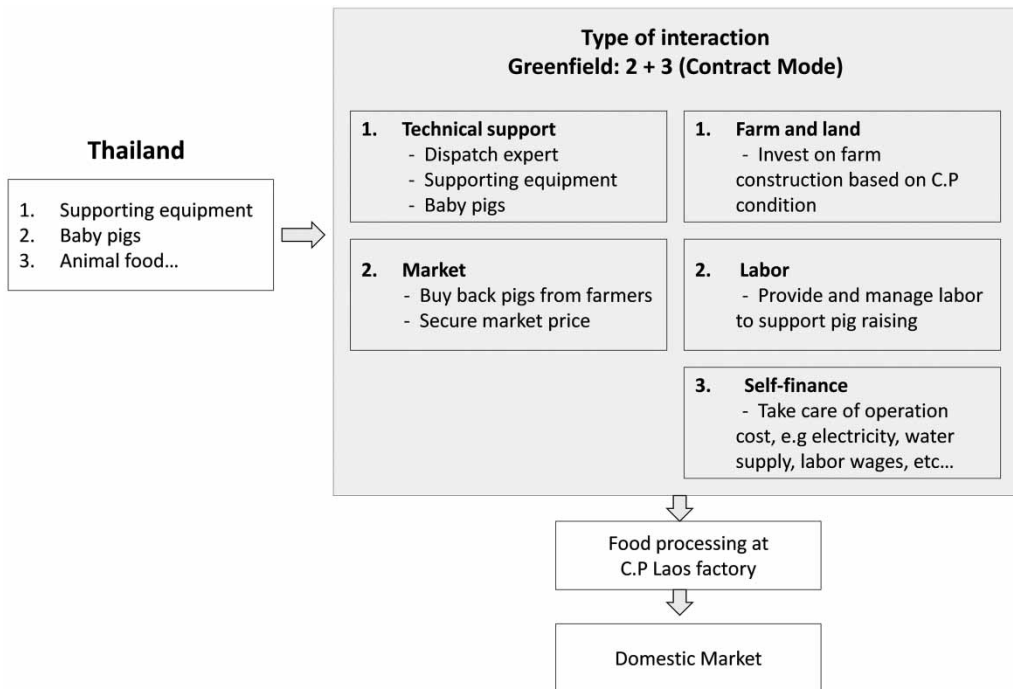 Type of interaction
Greenfield: 2 + 3 (Contract Mode)
Thailand
1. Supporting equipment
2. Baby pigs
3. Animal food...
1. Technical support
- Dispatch expert
- Supporting equipment
- Baby pigs
2. Market
- Buy back pigs from farmers
- Secure market price
1. Farm and land
- Invest on farm
construction based on C.P
condition
2. Labor
- Provide and manage labor
to support pig raising
3. Self-finance
- Take care of operation
cost, e.g electricity, water
supply, labor wages, etc...
Food processing at
C.P Laos factory
Domestic Market